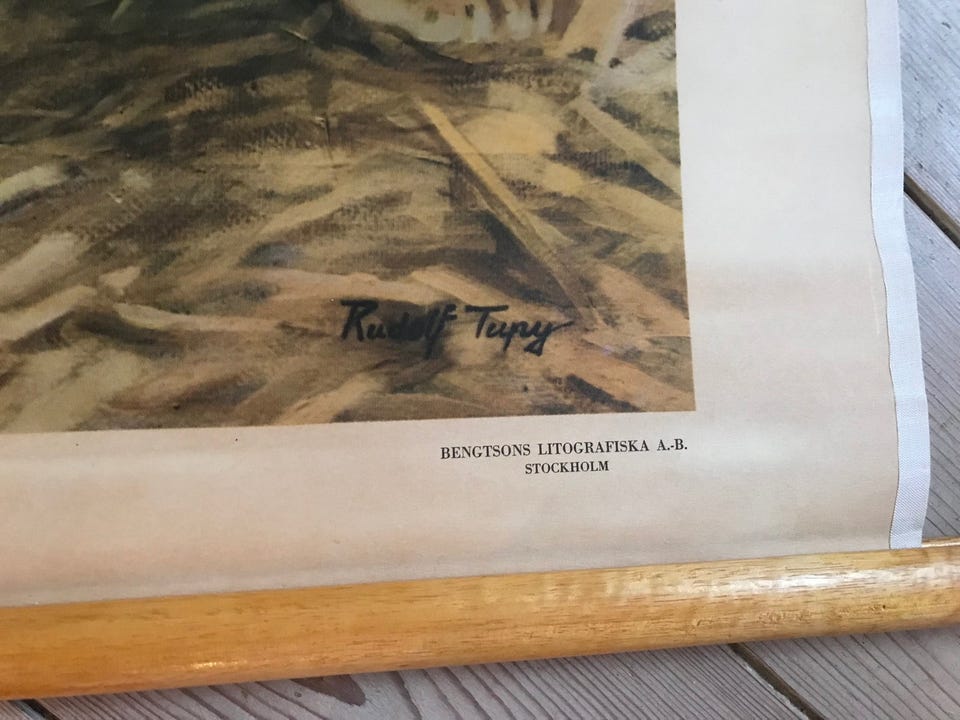 Rudolf Tupy
BENGTSONS LITOGRAFISKA A.-B.
STOCKHOLM